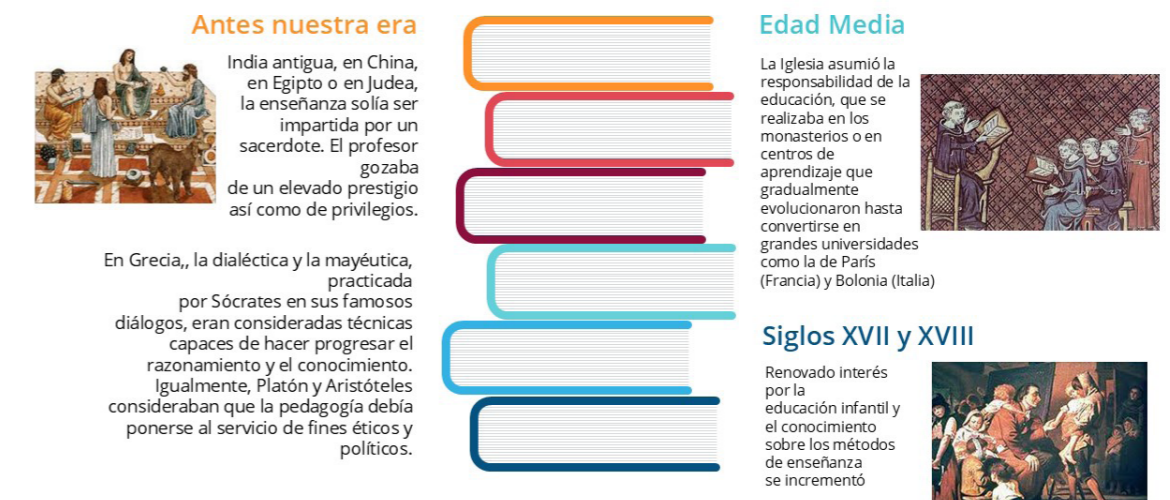 Antes nuestra era
India antigua, en China,
en Egipto o en Judea,
la enseñanza solía ser
impartida por un
sacerdote. El profesor
gozaba
de un elevado prestigio
así como de privilegios.
En Grecia,, la dialéctica y la mayéutica,
practicada
por Sócrates en sus famosos
diálogos, eran consideradas técnicas
capaces de hacer progresar el
razonamiento y el conocimiento.
Igualmente, Platón y Aristóteles
consideraban que la pedagogía debía
ponerse al servicio de fines éticos y
políticos.
Edad Media
La Iglesia asumió la
responsabilidad de la
educación, que se
realizaba en los
monasterios o en
centros de
aprendizaje que
gradualmente
evolucionaron hasta
convertirse en
grandes universidades
como la de París
(Francia) y Bolonia (Italia)
Siglos XVII y XVIII
Renovado interés
por la
educación infantil y
el conocimiento
sobre los métodos
de enseñanza
se incrementó